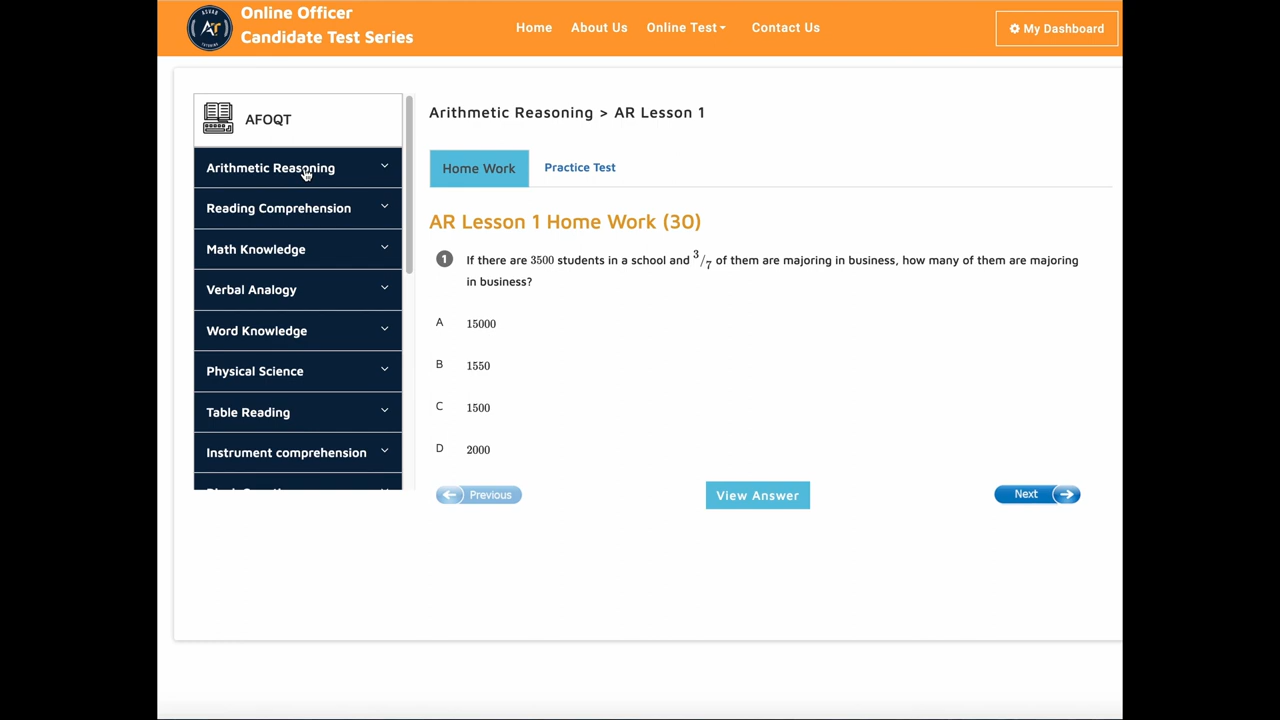 Online Officer
Candidate Test Series
Home
About Us
Online Test
Contact Us
My Dashboard
AFOQT
Arithmetic Reasoning
Reading Comprehension
Math Knowledge
Verbal Analogy
Word Knowledge
Physical Science
Table Reading
Instrument comprehension
Arithmetic Reasoning > AR Lesson 1
Home Work
Practice Test
AR Lesson 1 Home Work (30)
1 If there are 3500 students in a school and 3/7 of them are majoring in business, how many of them are majoring
in business?
A 15000
B 1550
C 1500
D 2000
Previous
View Answer
Next